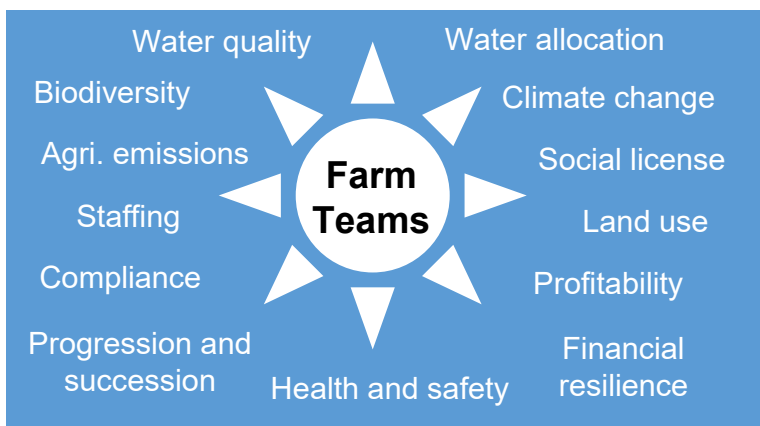 Water quality
Water allocation
Biodiversity
Climate change
Agri. emissions
Social license
Farm
Teams
Staffing
Land use
Compliance
Profitability
Progression and
succession
Health and safety
Financial
resilience